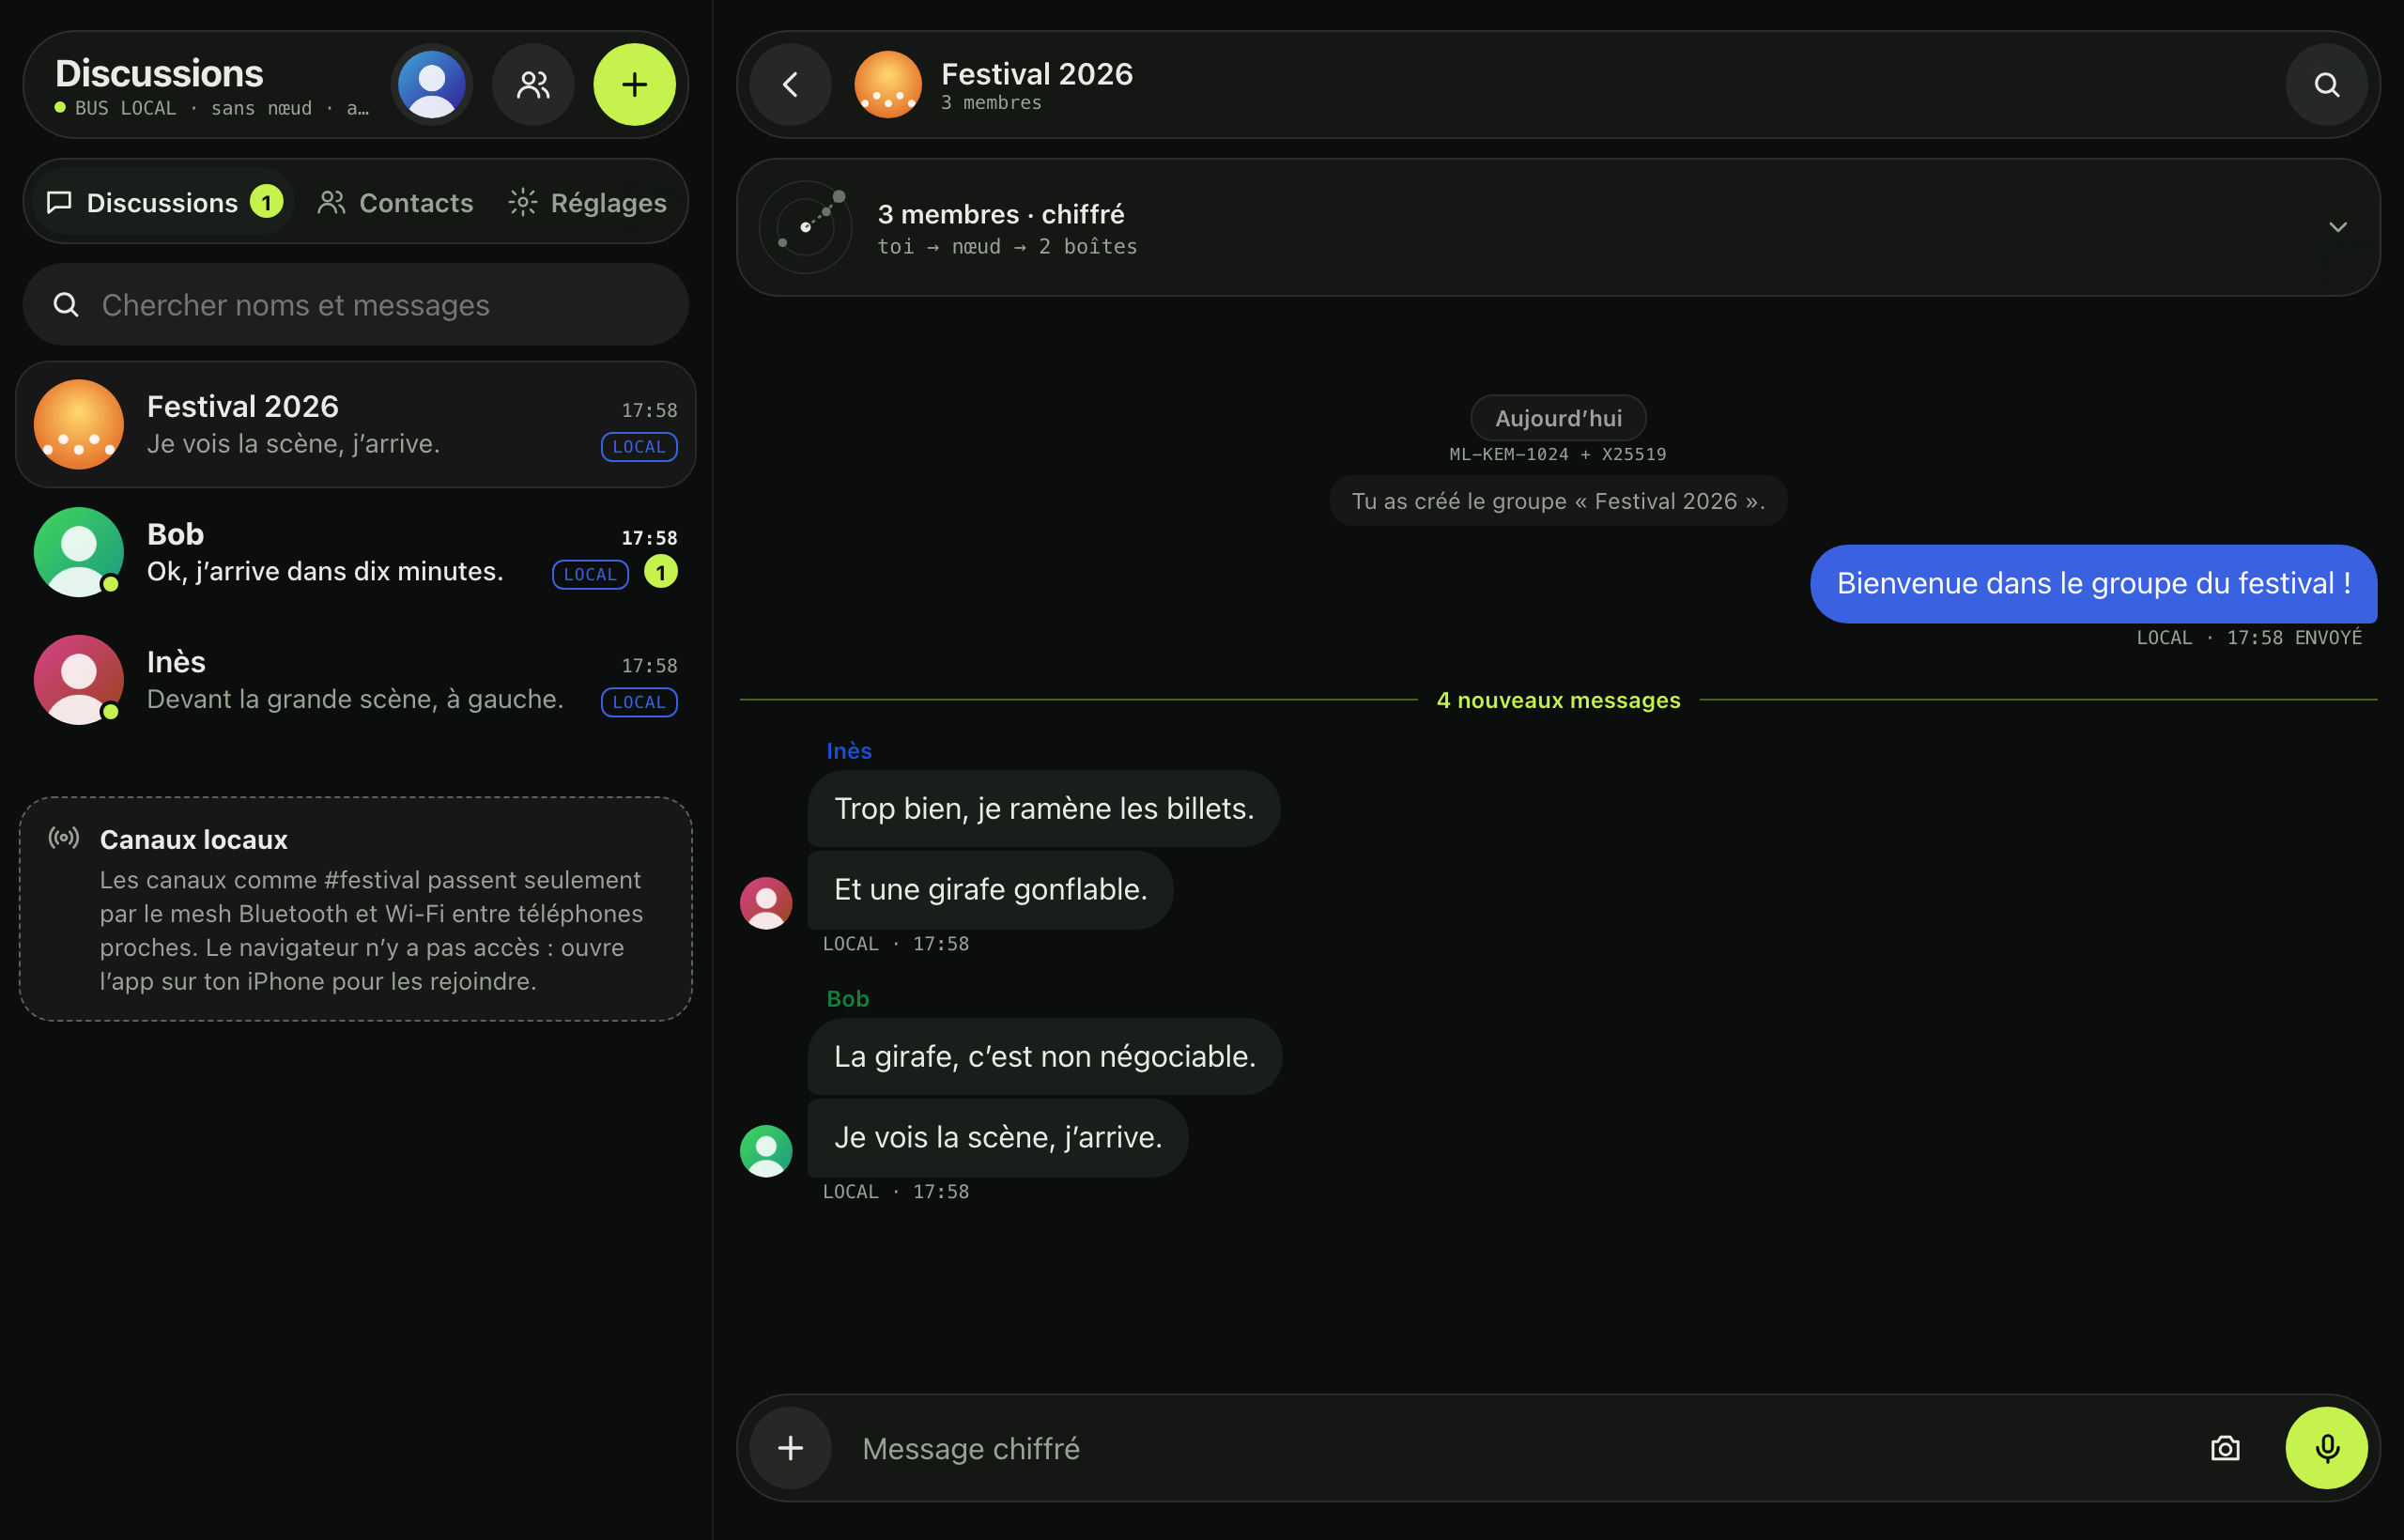 Discussions
BUS LOCAL · sans nœud · a…
Discussions 1
Contacts
Réglages
Chercher noms et messages
Festival 2026
17:58
Je vois la scène, j’arrive.
LOCAL
Bob
17:58
Ok, j’arrive dans dix minutes.
LOCAL
1
Inès
17:58
Devant la grande scène, à gauche.
LOCAL
Canaux locaux
Les canaux comme #festival passent seulement
par le mesh Bluetooth et Wi-Fi entre téléphones
proches. Le navigateur n’y a pas accès : ouvre
l’app sur ton iPhone pour les rejoindre.
Festival 2026
3 membres
3 membres · chiffré
toi → nœud → 2 boîtes
Aujourd’hui
ML-KEM-1024 + X25519
Tu as créé le groupe « Festival 2026 ».
Bienvenue dans le groupe du festival !
LOCAL · 17:58 ENVOYÉ
4 nouveaux messages
Inès
Trop bien, je ramène les billets.
Et une girafe gonflable.
LOCAL · 17:58
Bob
La girafe, c’est non négociable.
Je vois la scène, j’arrive.
LOCAL · 17:58
Message chiffré